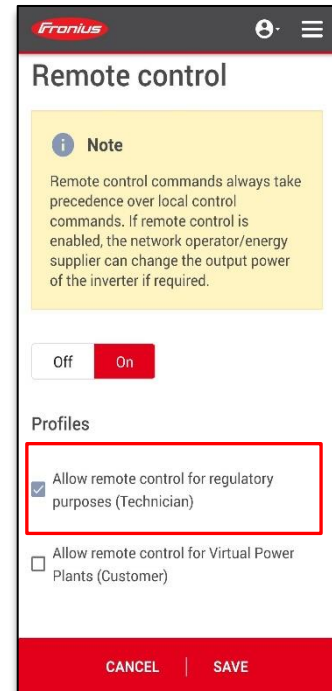 Fronius
Remote control
Note
Remote control commands always take
precedence over local control
commands. If remote control is
enabled, the network operator/energy
supplier can change the output power
of the inverter if required.
Off On
Profiles
Allow remote control for regulatory
purposes (Technician)
Allow remote control for Virtual Power
Plants (Customer)
CANCEL | SAVE